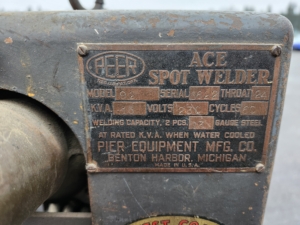 PEER
ACE
SPOT WELDER
MODEL SERIAL THROAT 24
K.V.A. VOLTS CYCLES
WELDING CAPACITY, 2 PCS. GAUGE STEEL
AT RATED K.V.A. WHEN WATER COOLED
PIER EQUIPMENT MFG. CO.
BENTON HARBOR, MICHIGAN
MADE IN U.S.A.